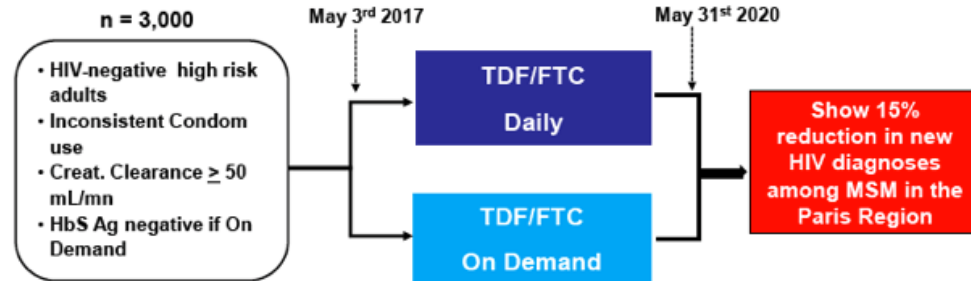 n = 3,000
May 3rd 2017
May 31st 2020
• HIV-negative high risk
adults
• Inconsistent Condom
use
• Creat. Clearance ≥ 50
mL/mn
• HbS Ag negative if On
Demand
TDF/FTC
Daily
TDF/FTC
On Demand
Show 15%
reduction in new
HIV diagnoses
among MSM in the
Paris Region